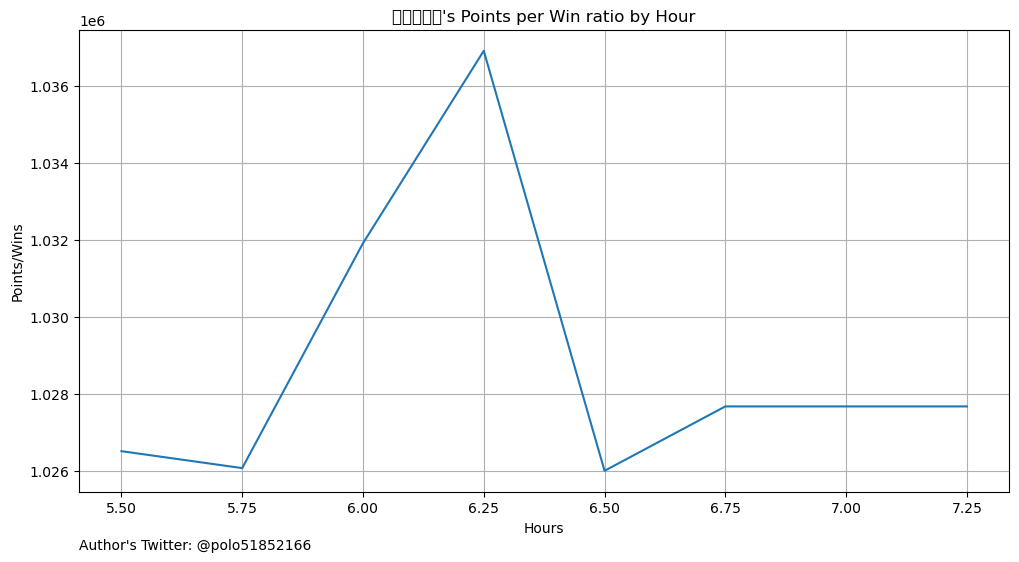 's Points per Win ratio by Hour
1e6
1.036
1.034
1.032
1.030
1.028
1.026
Points/Wins
5.50 5.75 6.00 6.25 6.50 6.75 7.00 7.25
Hours
Author's Twitter: @polo51852166